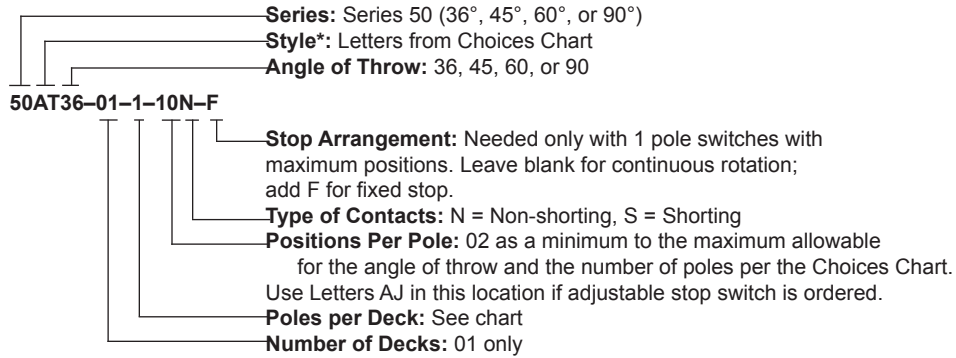 Series: Series 50 (36°, 45°, 60°, or 90°)
Style*: Letters from Choices Chart
Angle of Throw: 36, 45, 60, or 90
50AT36–01–1–10N–F
Stop Arrangement: Needed only with 1 pole switches with
maximum positions. Leave blank for continuous rotation;
add F for fixed stop.
Type of Contacts: N = Non-shorting, S = Shorting
Positions Per Pole: 02 as a minimum to the maximum allowable
for the angle of throw and the number of poles per the Choices Chart.
Use Letters AJ in this location if adjustable stop switch is ordered.
Poles per Deck: See chart
Number of Decks: 01 only